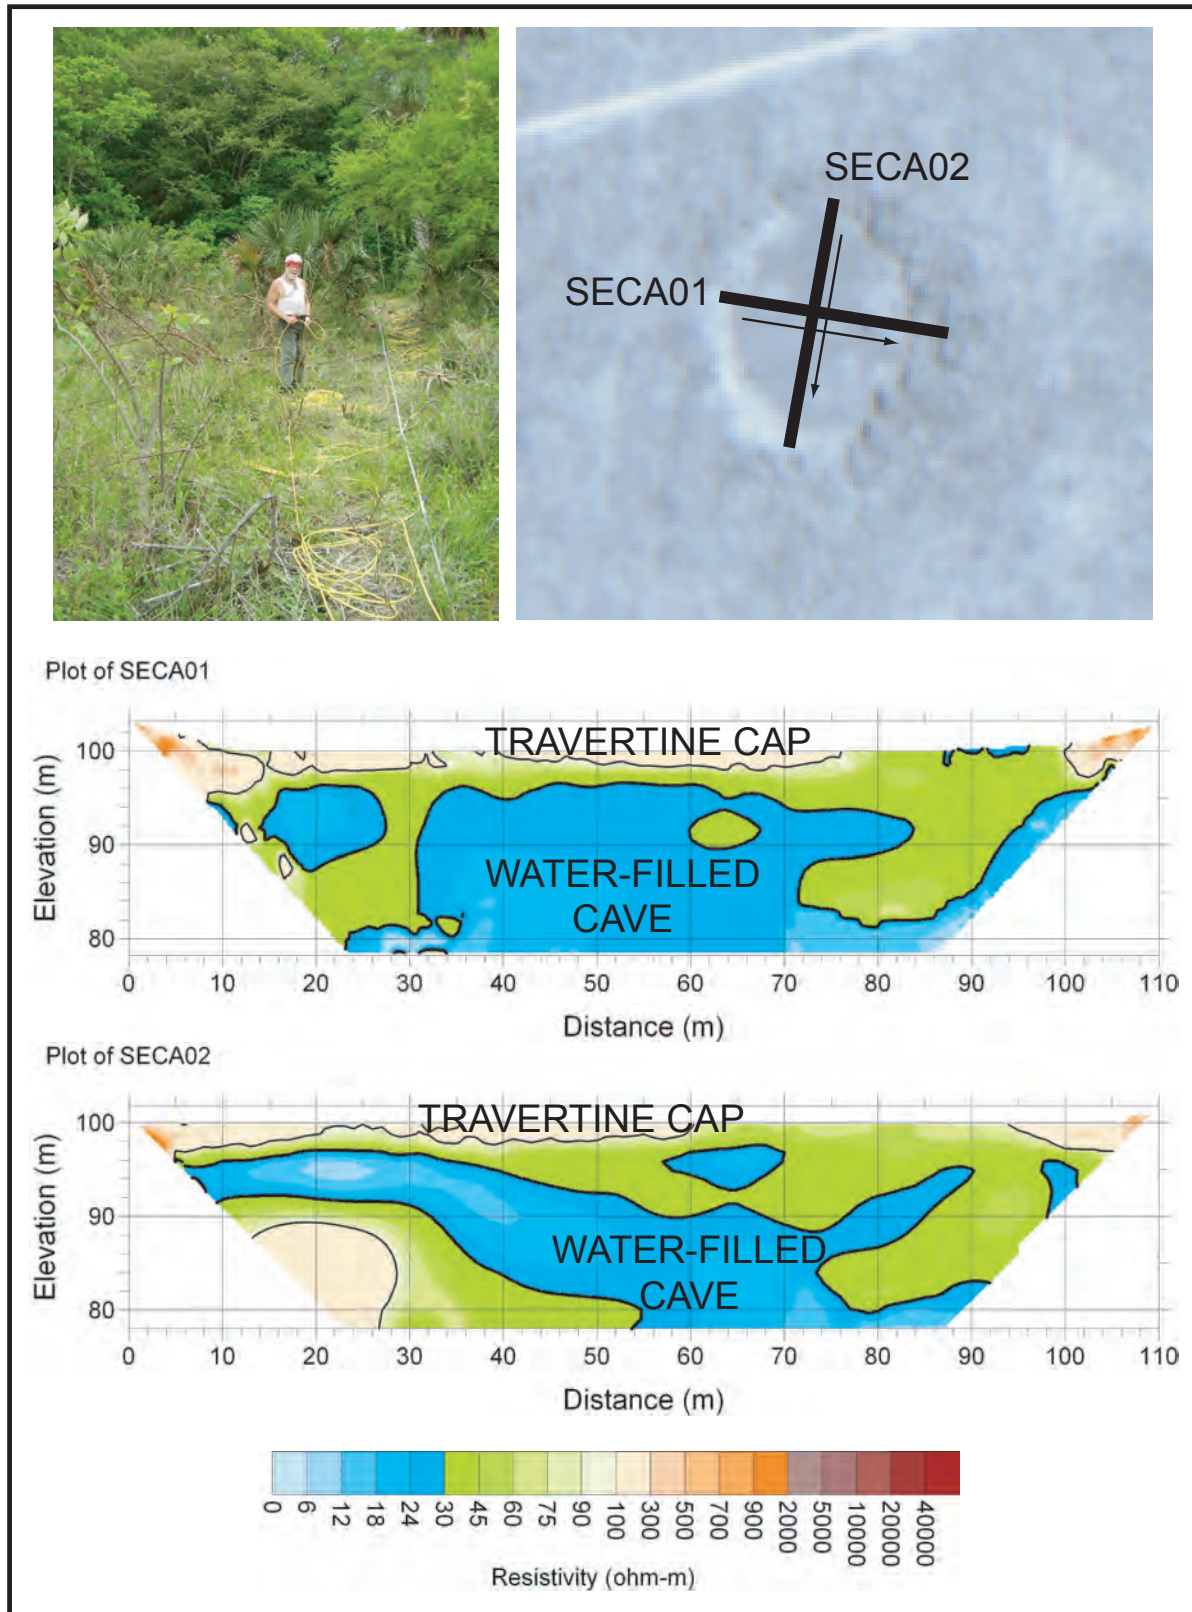 SECA02
SECA01
Plot of SECA01
TRAVERTINE CAP
100
90
80
Elevation (m)
WATER-FILLED
CAVE
0 10 20 30 40 50 60 70 80 90 100 110
Distance (m)
Plot of SECA02
TRAVERTINE CAP
100
90
80
Elevation (m)
WATER-FILLED
CAVE
0 10 20 30 40 50 60 70 80 90 100 110
Distance (m)
0 6 12 18 24 30 45 60 75 90 100 300 500 700 900 2000 5000 10000 20000 40000
Resistivity (ohm-m)